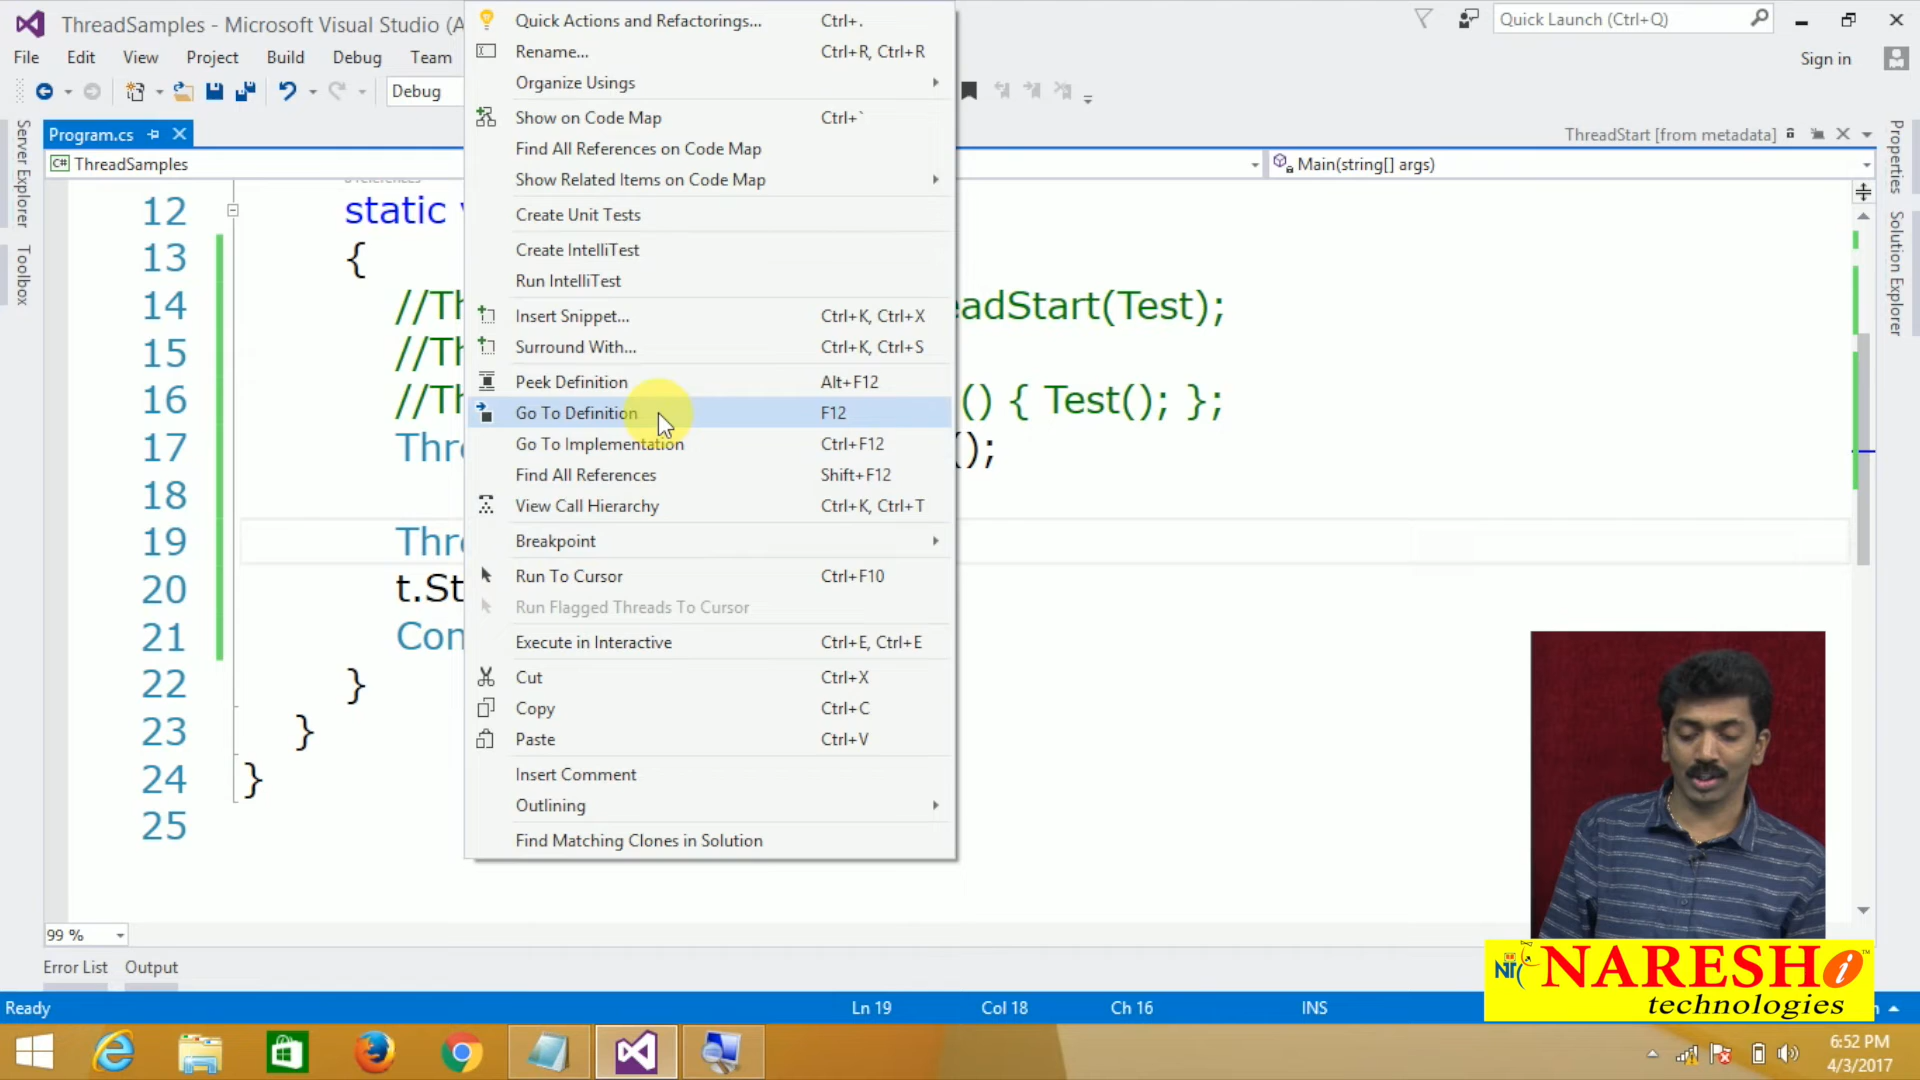 ThreadSamples - Microsoft Visual Studio (A
Quick Launch (Ctrl+Q)
File Edit View Project Build Debug Team
Sign in
Debug
Program.cs
ThreadStart [from metadata]
ThreadSamples
Main(string[] args)
Server Explorer
Toolbox
Properties
Solution Explorer
Quick Actions and Refactorings... Ctrl+.
Rename... Ctrl+R, Ctrl+R
Organize Usings
Show on Code Map Ctrl+`
Find All References on Code Map
Show Related Items on Code Map
Create Unit Tests
Create IntelliTest
Run IntelliTest
Insert Snippet... Ctrl+K, Ctrl+X
Surround With... Ctrl+K, Ctrl+S
Peek Definition Alt+F12
Go To Definition F12
Go To Implementation Ctrl+F12
Find All References Shift+F12
View Call Hierarchy Ctrl+K, Ctrl+T
Breakpoint
Run To Cursor Ctrl+F10
Run Flagged Threads To Cursor
Execute in Interactive Ctrl+E, Ctrl+E
Cut Ctrl+X
Copy Ctrl+C
Paste Ctrl+V
Insert Comment
Outlining
Find Matching Clones in Solution
12 static
13 {
14 //Th eadStart(Test);
15 //Th
16 //Th () { Test(); };
17 Thre ();
18
19 Thre
20 t.St
21 Con
22 }
23 }
24 }
25
99 %
Error List Output
Ready
Ln 19 Col 18 Ch 16 INS
NARESH i
technologies
6:52 PM
4/3/2017